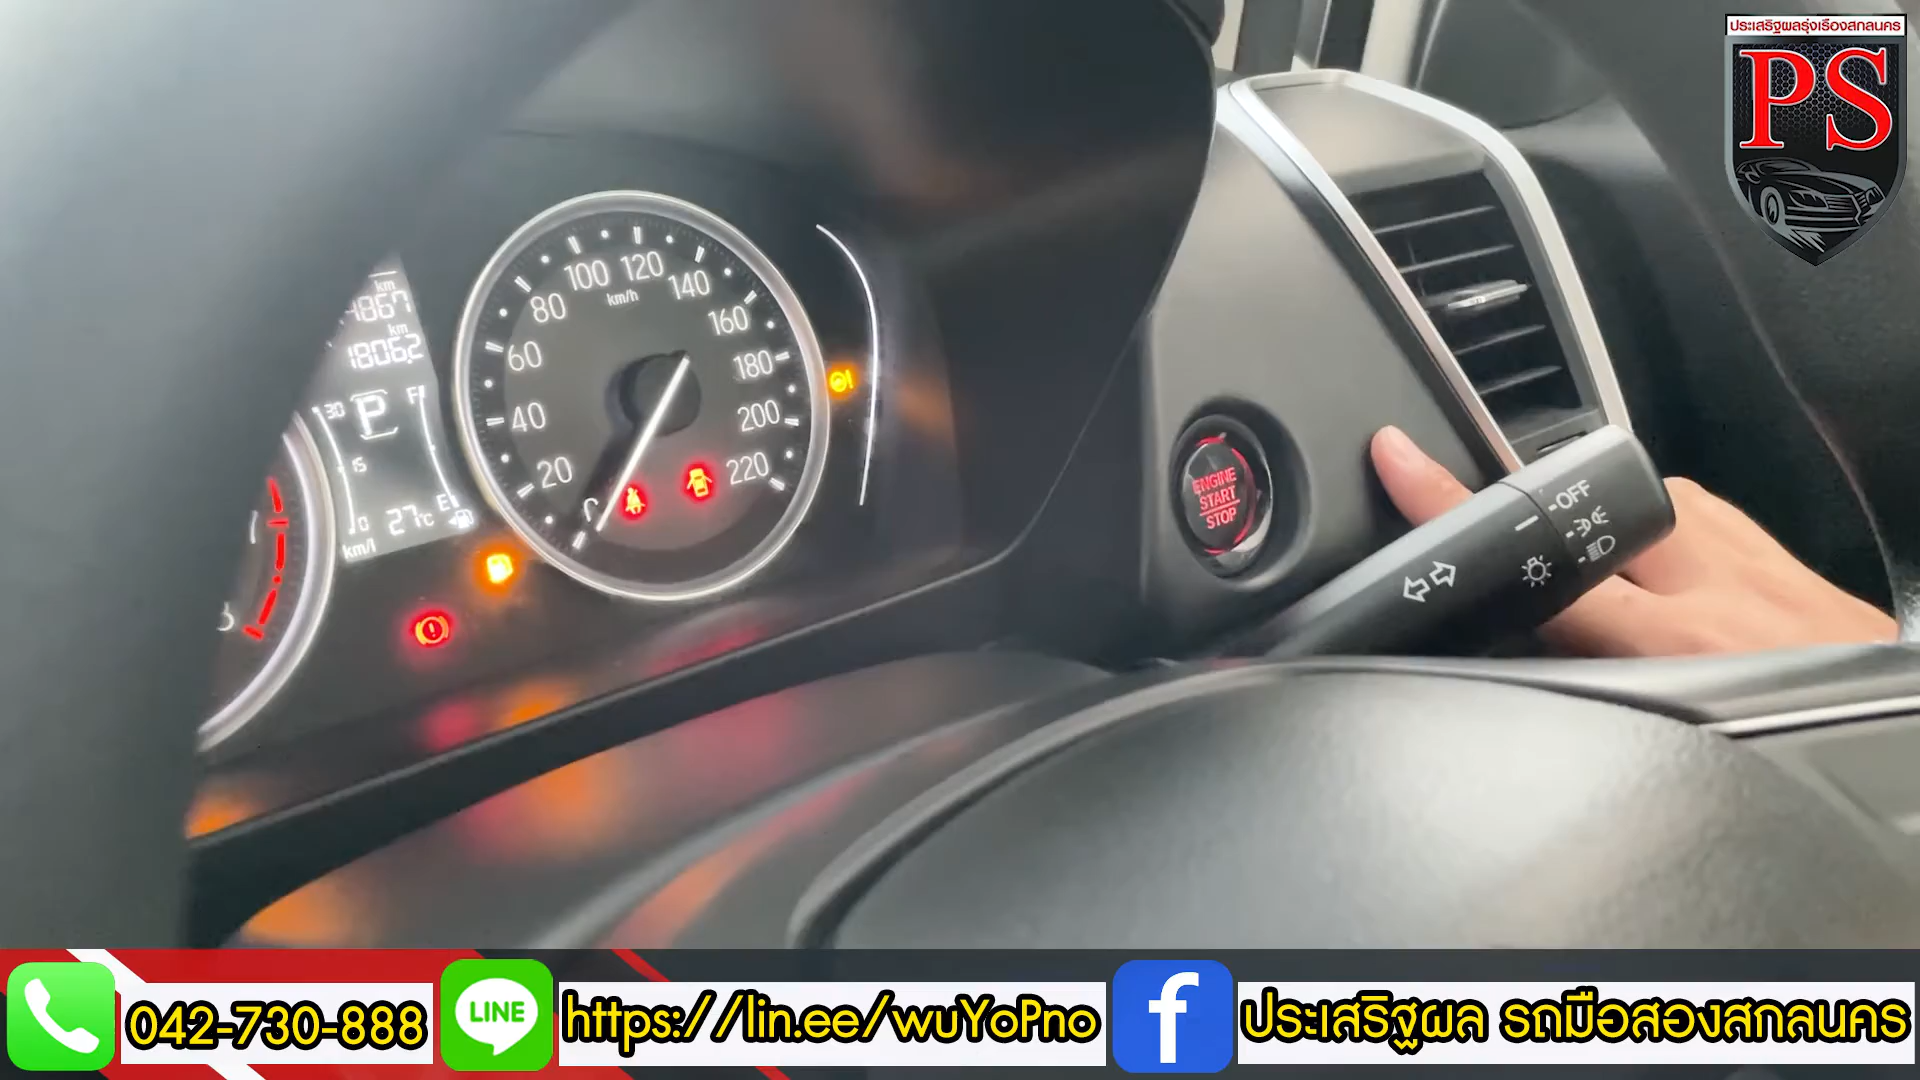 ประเสริฐผลรุ่งเรืองสกลนคร
PS
km
km
18062
30
P
F
15
0
27°C
E
km/l
20
40
60
80
100
120
140
160
180
200
220
km/h
ENGINE
START
STOP
OFF
042-730-888
LINE
https://lin.ee/wuYoPno
f
ประเสริฐผล รถมือสองสกลนคร